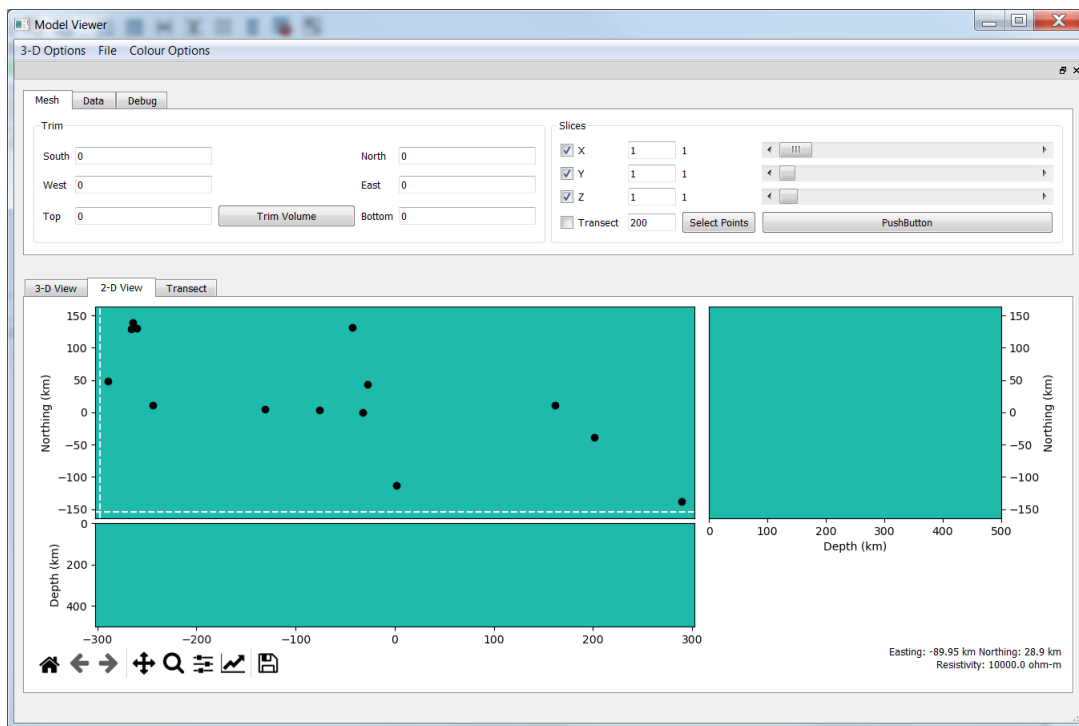 Model Viewer
3-D Options File Colour Options
Mesh Data Debug
Trim
South 0 North 0
West 0 East 0
Top 0 Trim Volume Bottom 0
Slices
X 1 1
Y 1 1
Z 1 1
Transect 200 Select Points PushButton
3-D View 2-D View Transect
150
100
50
0
−50
−100
−150
Northing (km)
150
100
50
0
−50
−100
−150
Northing (km)
0 100 200 300 400 500
Depth (km)
0
200
400
Depth (km)
−300 −200 −100 0 100 200 300
Easting: -89.95 km Northing: 28.9 km
Resistivity: 10000.0 ohm-m